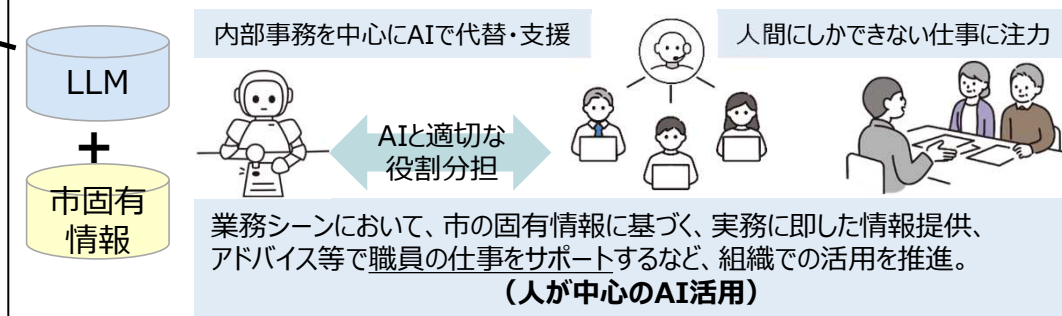 LLM
+
市固有
情報
内部事務を中心にAIで代替・支援
人間にしかできない仕事に注力
AIと適切な
役割分担
業務シーンにおいて、市の固有情報に基づく、実務に即した情報提供、
アドバイス等で職員の仕事をサポートするなど、組織での活用を推進。
（人が中心のAI活用）